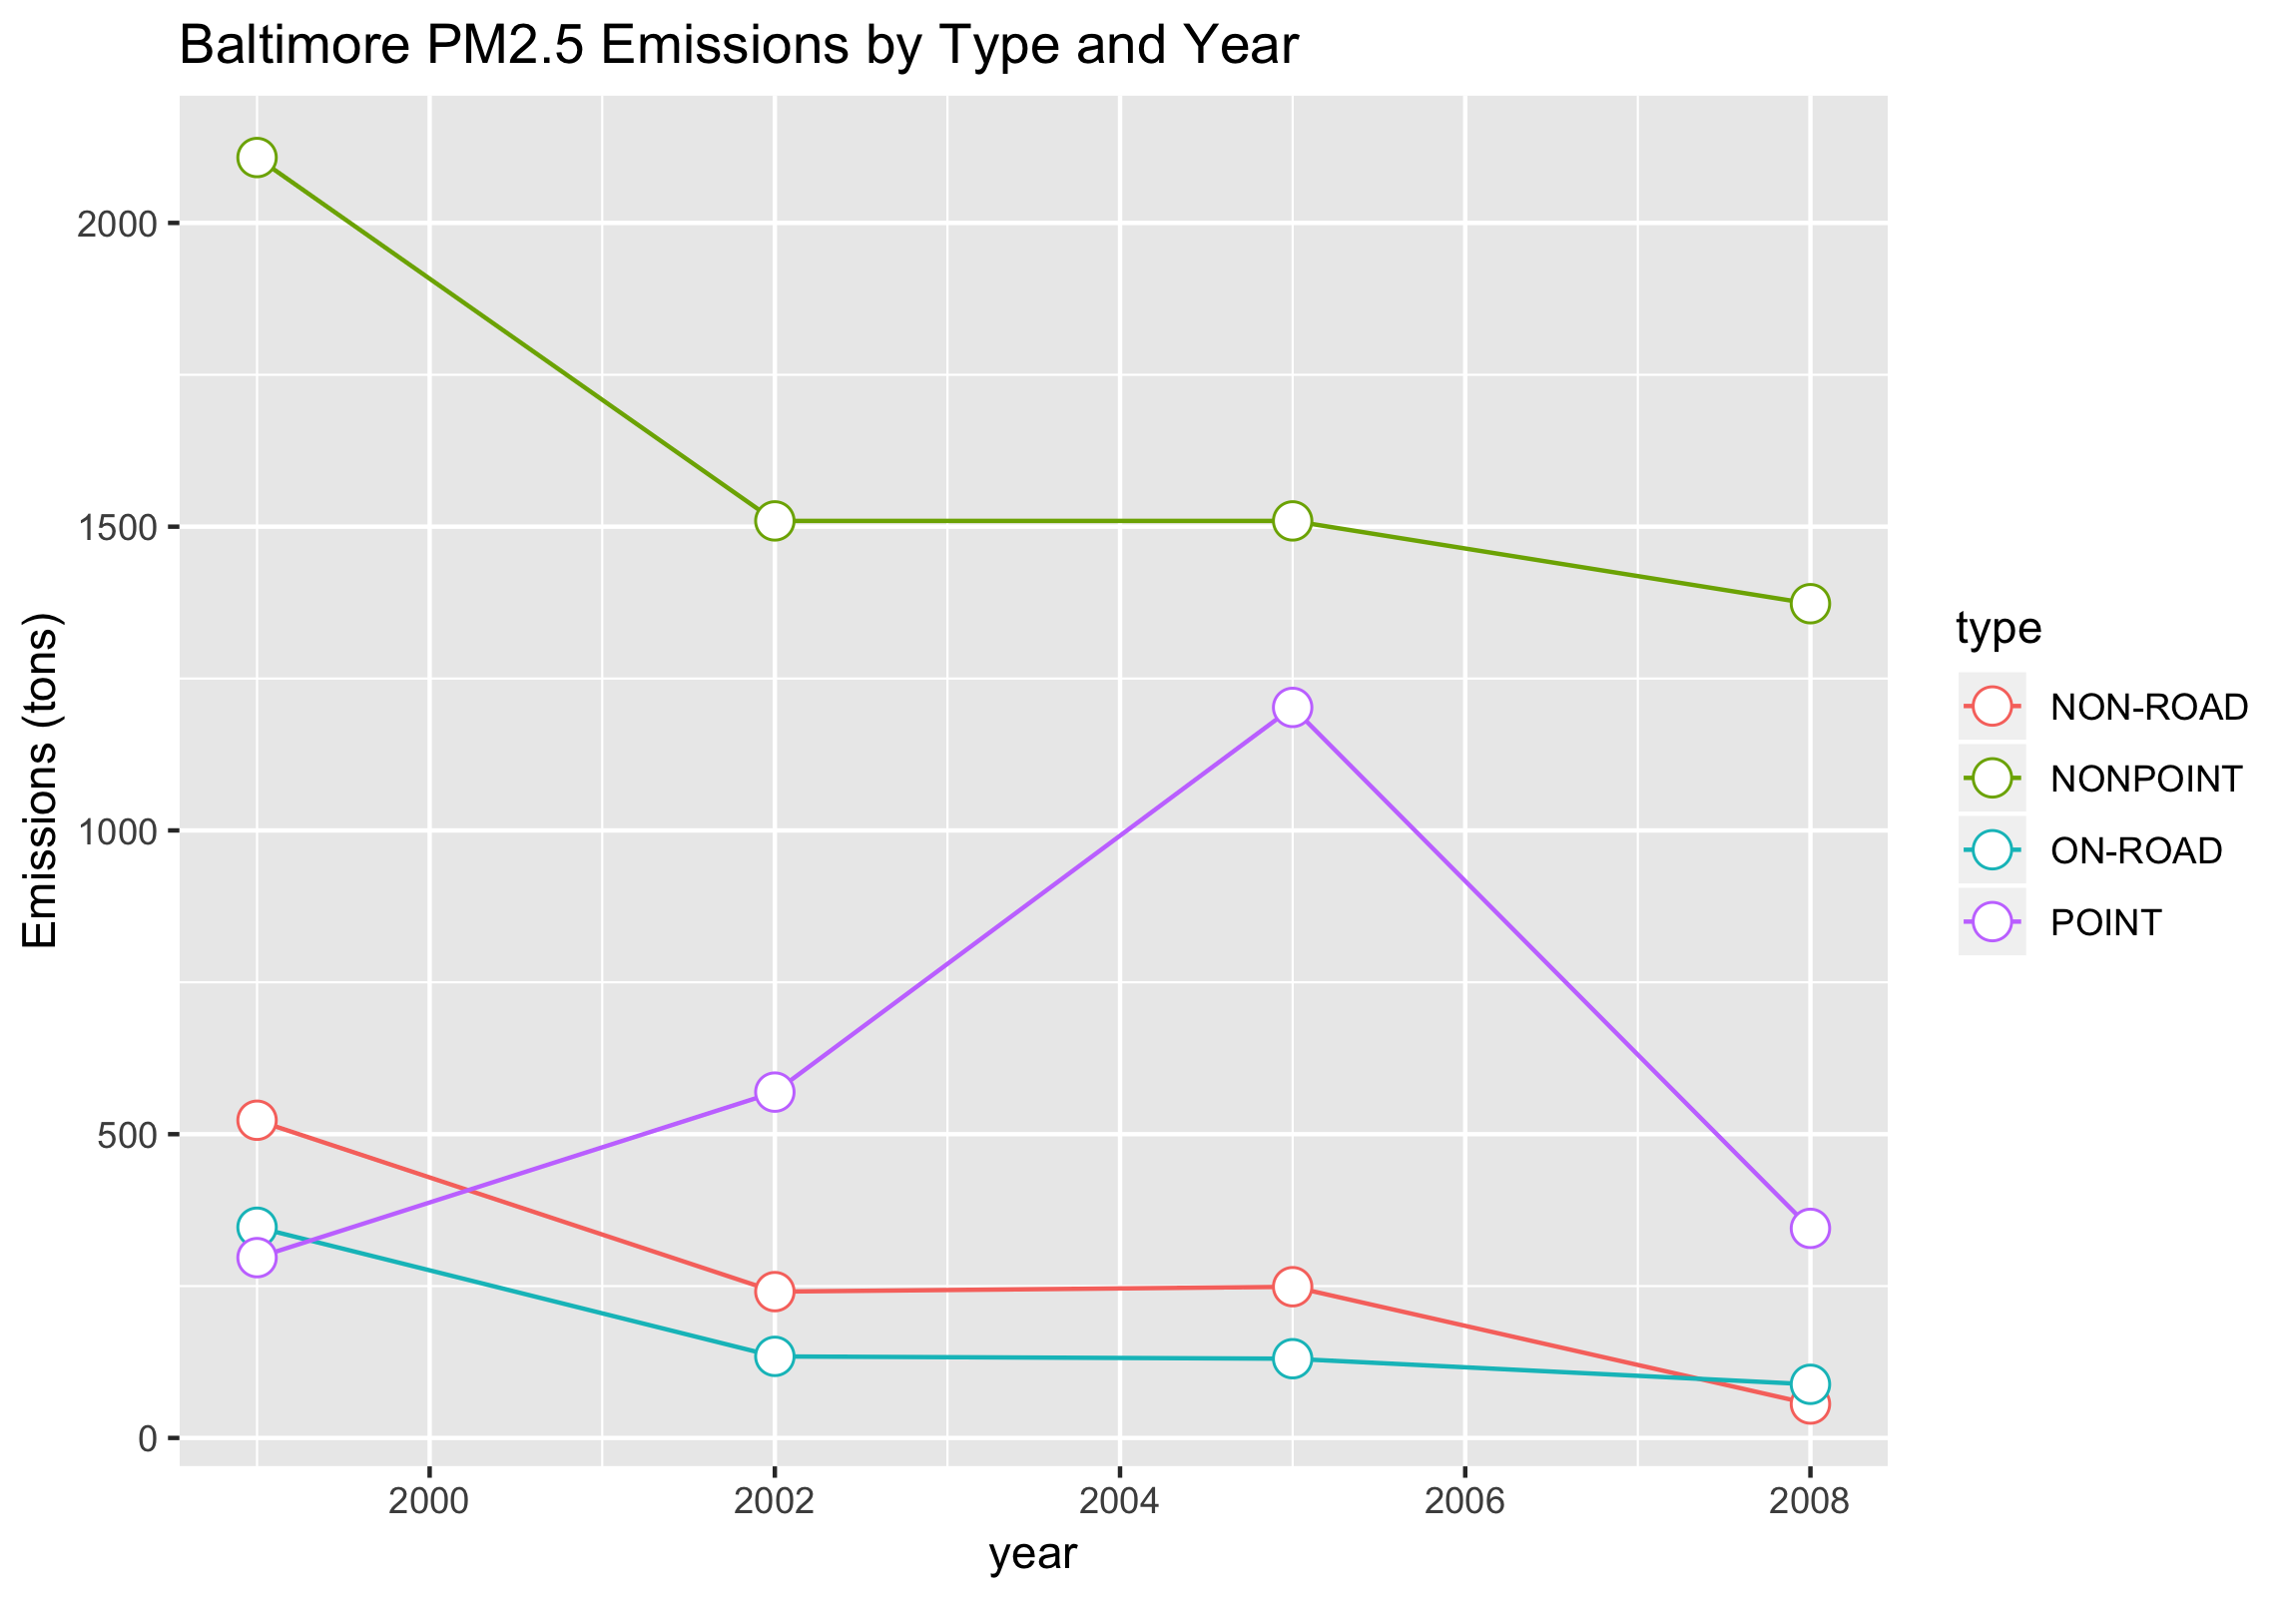 Baltimore PM2.5 Emissions by Type and Year
Emissions (tons)
2000
1500
1000
500
0
2000 2002 2004 2006 2008
year
type
NON-ROAD
NONPOINT
ON-ROAD
POINT